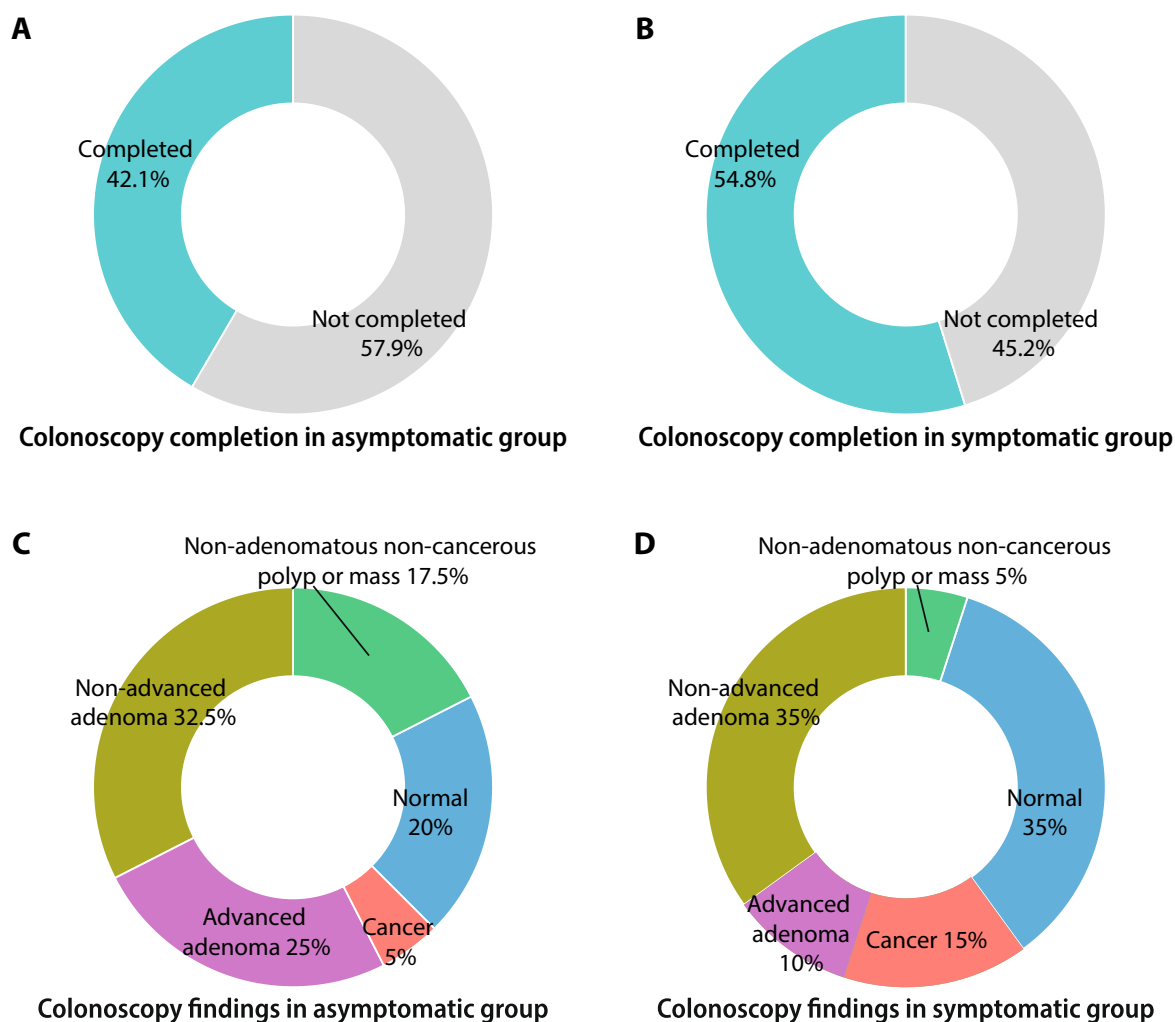 A
B
Completed
42.1%
Completed
54.8%
Not completed
57.9%
Not completed
45.2%
Colonoscopy completion in asymptomatic group
Colonoscopy completion in symptomatic group
C
Non-adenomatous non-cancerous
polyp or mass 17.5%
D
Non-adenomatous non-cancerous
polyp or mass 5%
Non-advanced
adenoma 32.5%
Normal
20%
Advanced
adenoma 25%
Cancer
5%
Non-advanced
adenoma 35%
Normal
35%
Advanced
adenoma
10%
Cancer 15%
Colonoscopy findings in asymptomatic group
Colonoscopy findings in symptomatic group